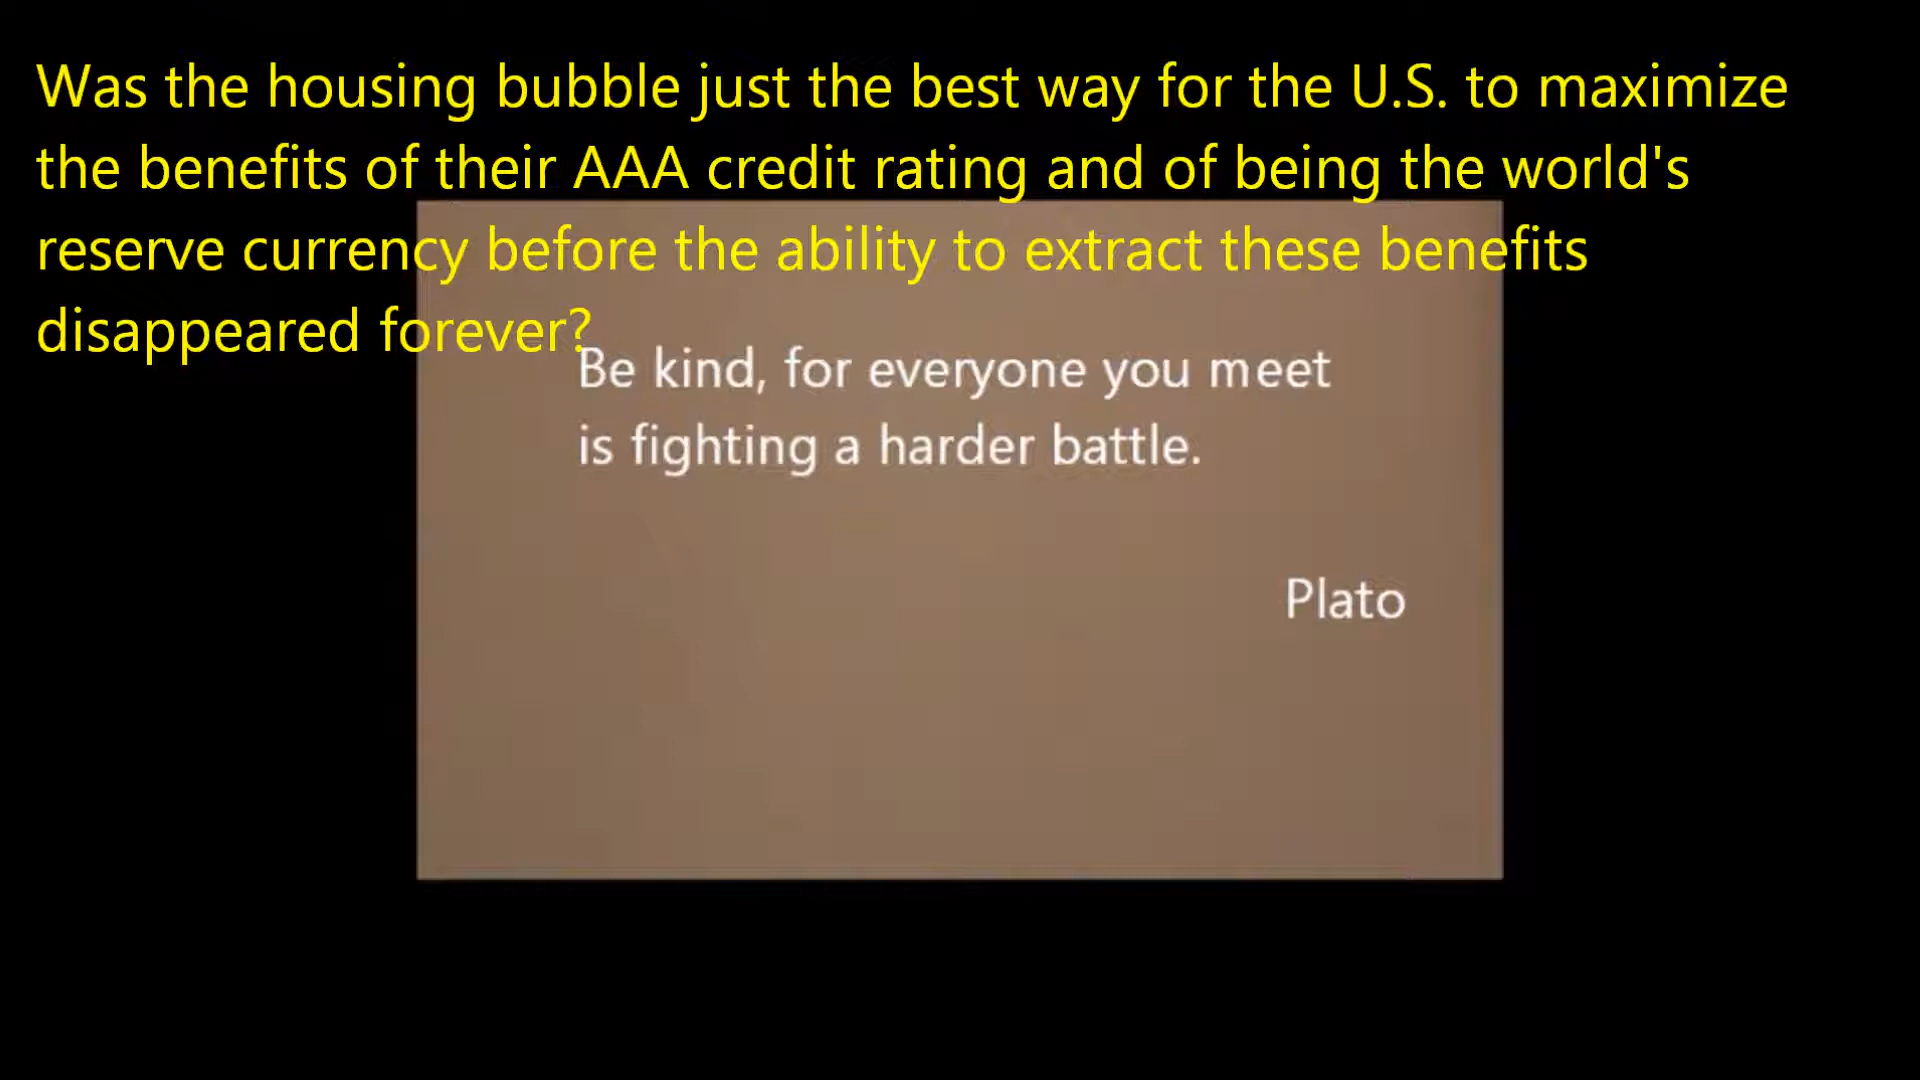 Was the housing bubble just the best way for the U.S. to maximize
the benefits of their AAA credit rating and of being the world's
reserve currency before the ability to extract these benefits
disappeared forever?
Be kind, for everyone you meet
is fighting a harder battle.
Plato